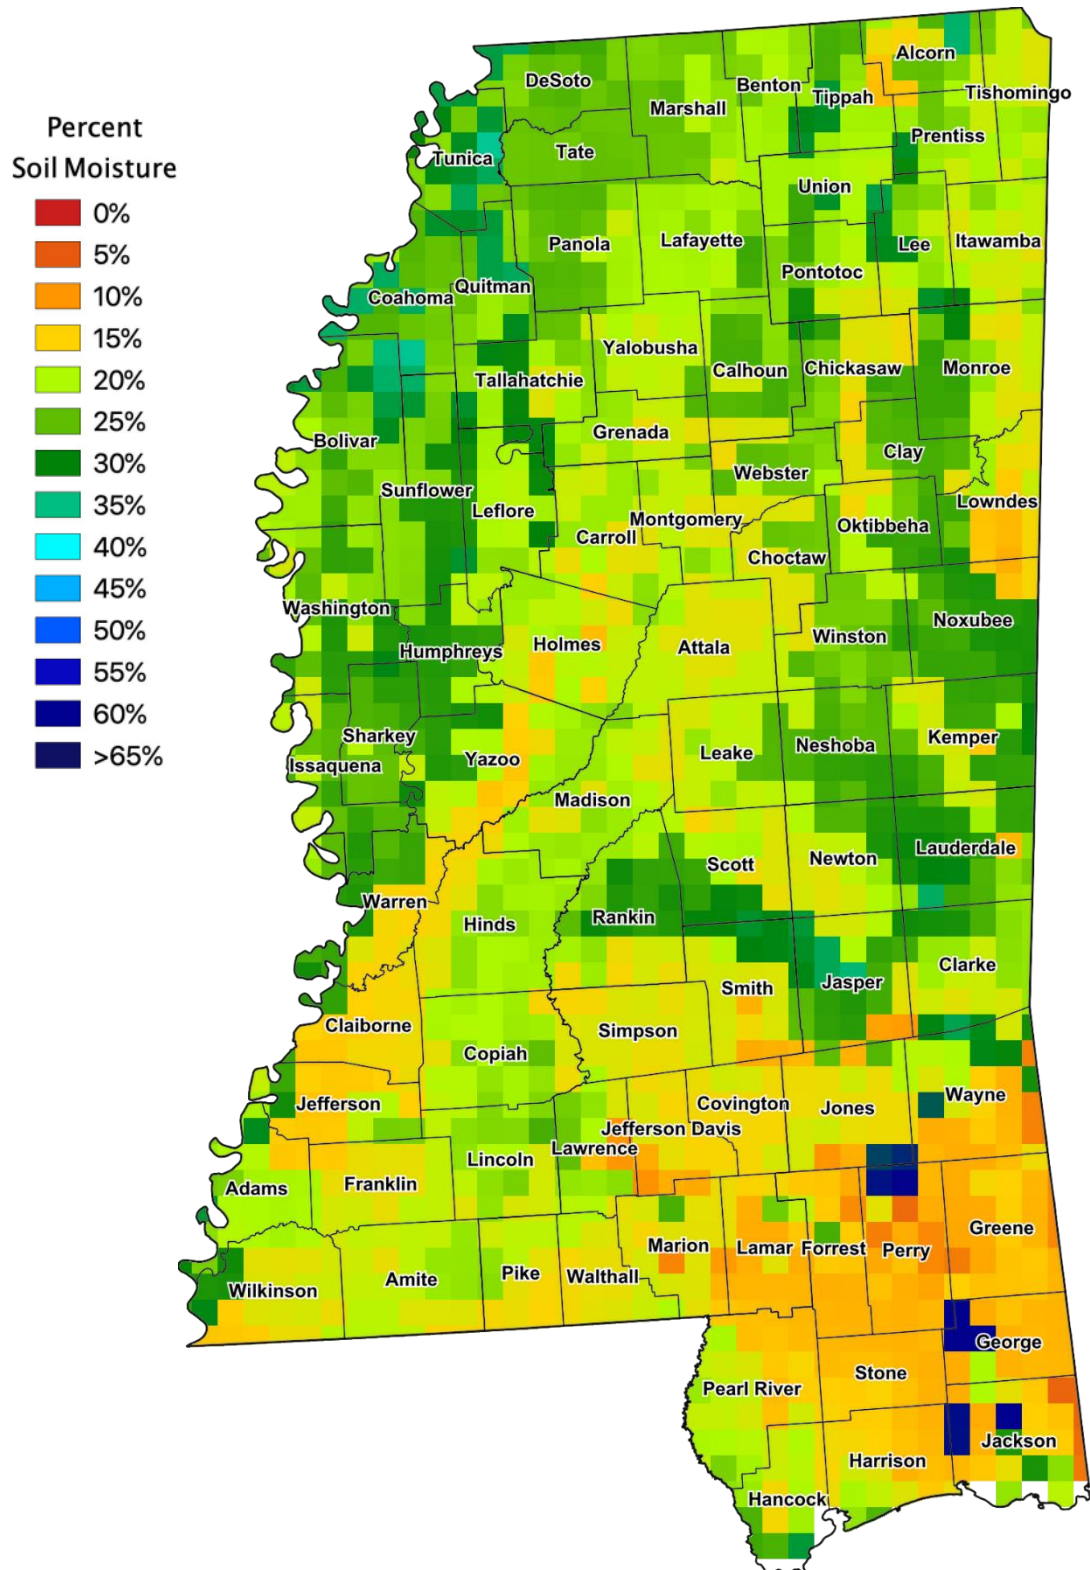 Percent
Soil Moisture
0%
5%
10%
15%
20%
25%
30%
35%
40%
45%
50%
55%
60%
>65%
Alcorn
DeSoto
Benton
Tippah
Tishomingo
Marshall
Prentiss
Tunica
Tate
Union
Panola
Lafayette
Lee
Itawamba
Pontotoc
Coahoma
Quitman
Yalobusha
Calhoun
Chickasaw
Monroe
Tallahatchie
Bolivar
Grenada
Clay
Webster
Sunflower
Leflore
Lowndes
Montgomery
Oktibbeha
Carroll
Choctaw
Washington
Noxubee
Humphreys
Holmes
Attala
Winston
Sharkey
Kemper
Issaquena
Yazoo
Leake
Neshoba
Madison
Lauderdale
Scott
Newton
Warren
Hinds
Rankin
Clarke
Jasper
Smith
Claiborne
Simpson
Copiah
Jefferson
Covington
Jones
Wayne
Jefferson Davis
Lawrence
Lincoln
Adams
Franklin
Greene
Marion
Lamar
Forrest
Perry
Wilkinson
Amite
Pike
Walthall
George
Stone
Pearl River
Jackson
Harrison
Hancock